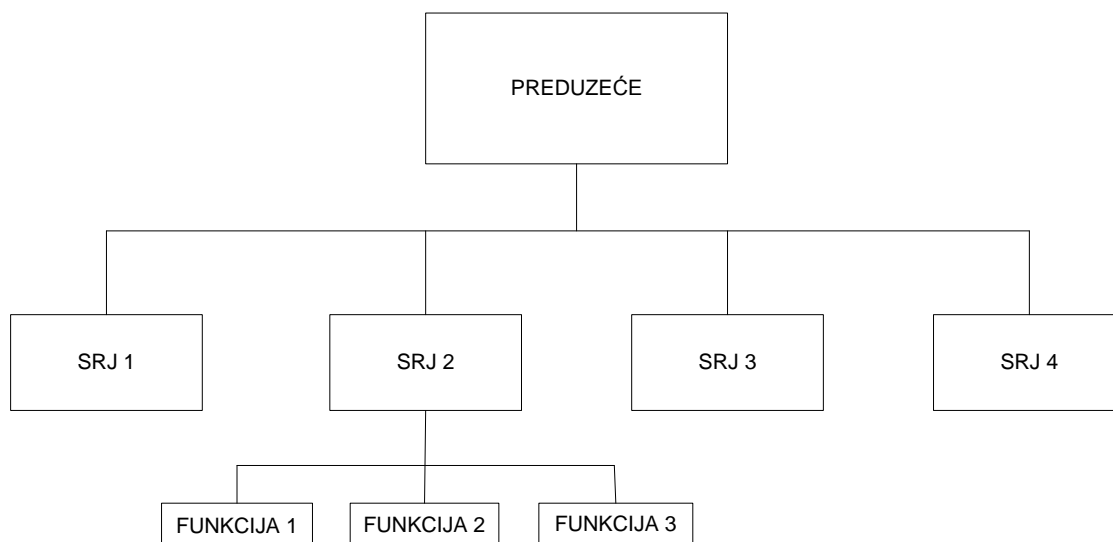 PREDUZEĆE
SRJ 1
SRJ 2
SRJ 3
SRJ 4
FUNKCIJA 1
FUNKCIJA 2
FUNKCIJA 3